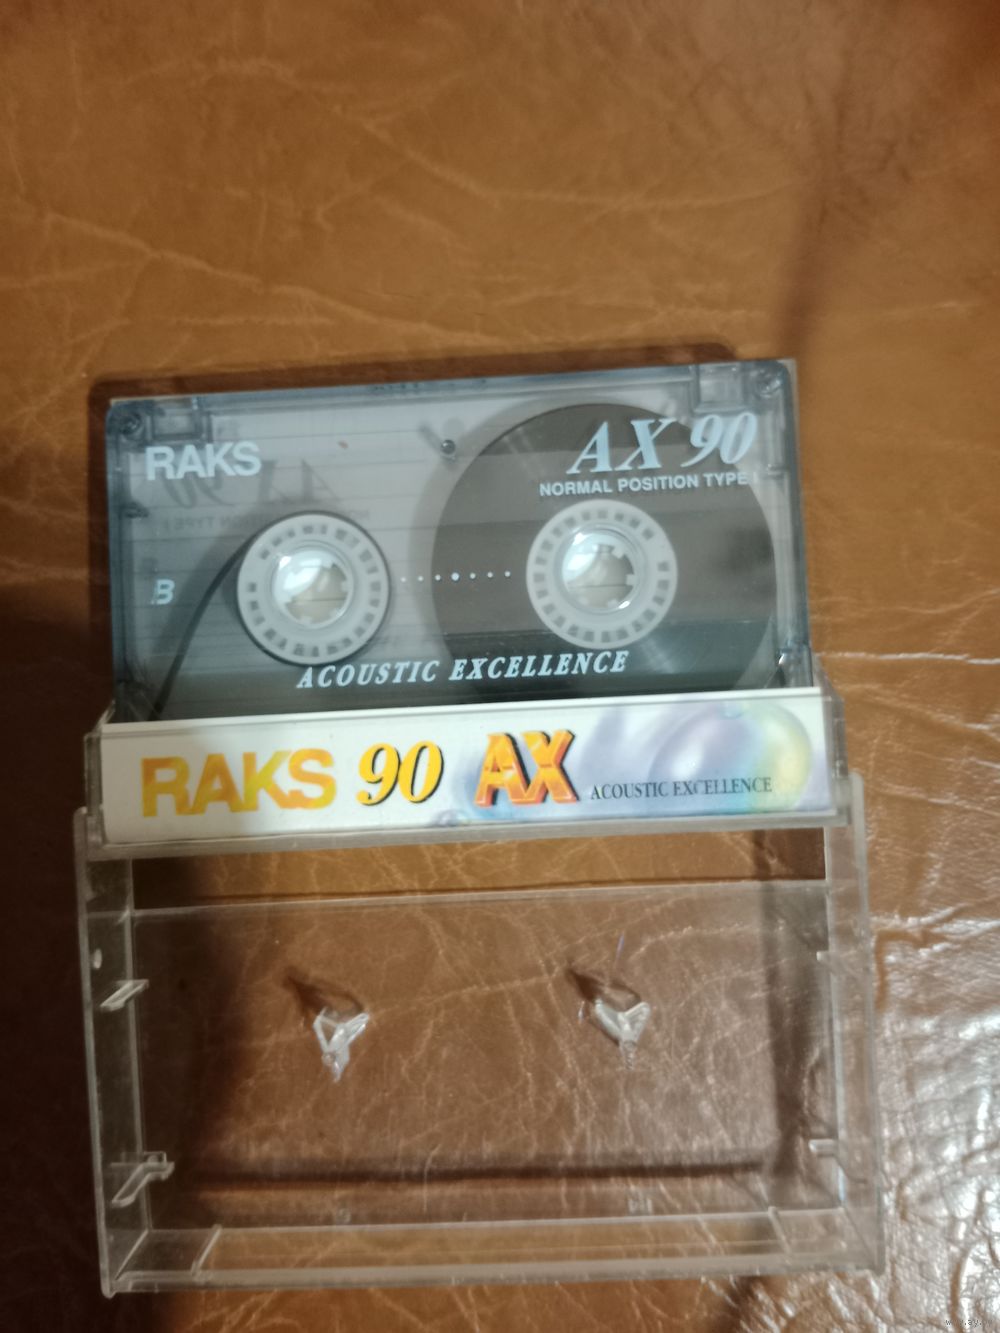 RAKS
AX 90
NORMAL POSITION TYPE I
B
ACOUSTIC EXCELLENCE
RAKS 90 AX ACOUSTIC EXCELLENCE